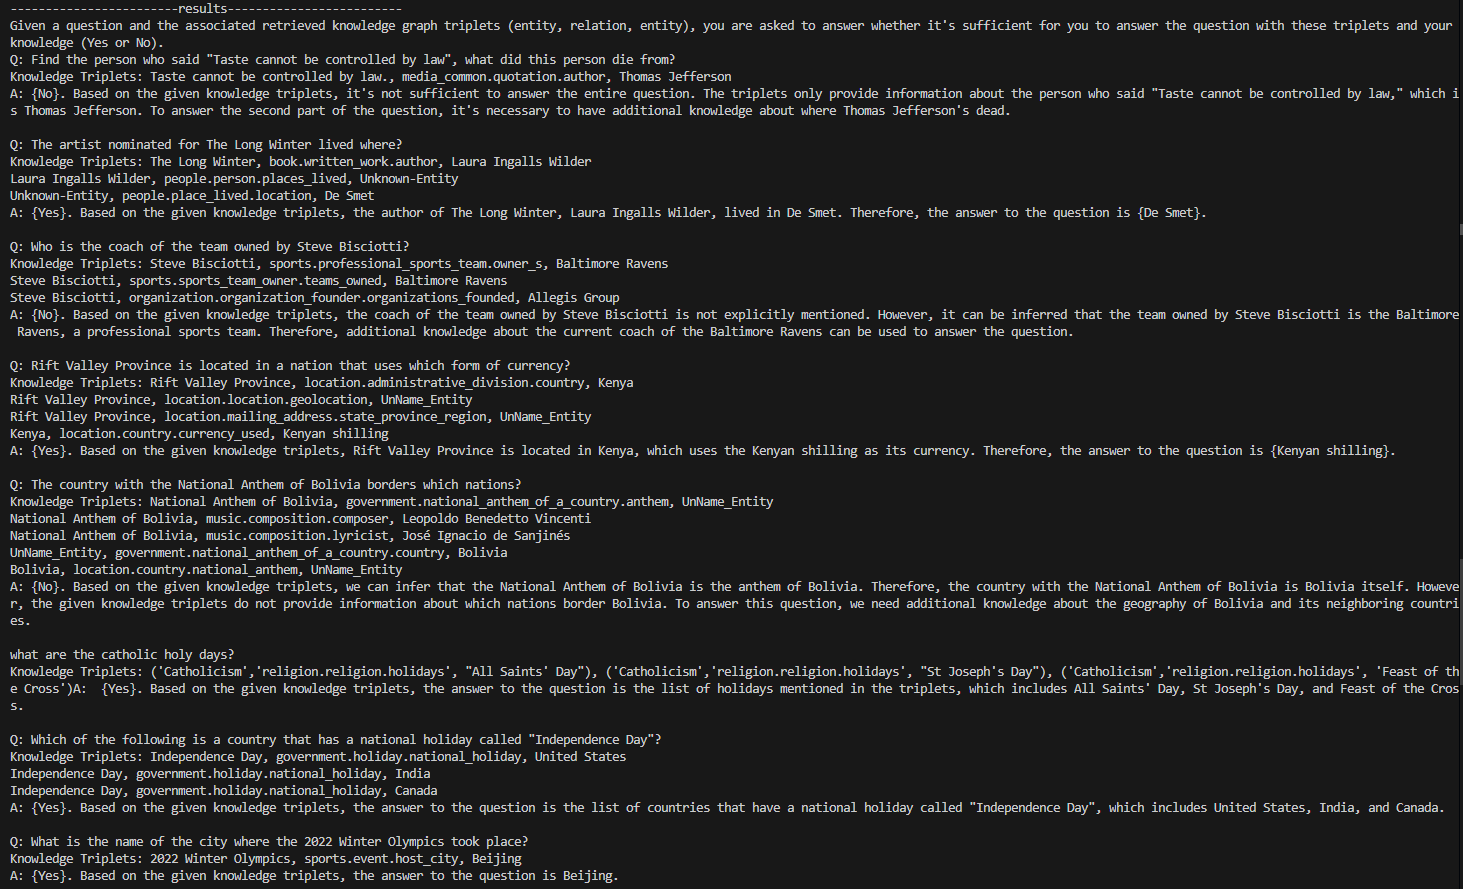 ------------------------results-------------------------
Given a question and the associated retrieved knowledge graph triplets (entity, relation, entity), you are asked to answer whether it's sufficient for you to answer the question with these triplets and your
knowledge (Yes or No).
Q: Find the person who said "Taste cannot be controlled by law", what did this person die from?
Knowledge Triplets: Taste cannot be controlled by law., media_common.quotation.author, Thomas Jefferson
A: {No}. Based on the given knowledge triplets, it's not sufficient to answer the entire question. The triplets only provide information about the person who said "Taste cannot be controlled by law," which i
s Thomas Jefferson. To answer the second part of the question, it's necessary to have additional knowledge about where Thomas Jefferson's dead.

Q: The artist nominated for The Long Winter lived where?
Knowledge Triplets: The Long Winter, book.written_work.author, Laura Ingalls Wilder
Laura Ingalls Wilder, people.person.places_lived, Unknown-Entity
Unknown-Entity, people.place_lived.location, De Smet
A: {Yes}. Based on the given knowledge triplets, the author of The Long Winter, Laura Ingalls Wilder, lived in De Smet. Therefore, the answer to the question is {De Smet}.

Q: Who is the coach of the team owned by Steve Bisciotti?
Knowledge Triplets: Steve Bisciotti, sports.professional_sports_team.owner_s, Baltimore Ravens
Steve Bisciotti, sports.sports_team_owner.teams_owned, Baltimore Ravens
Steve Bisciotti, organization.organization_founder.organizations_founded, Allegis Group
A: {No}. Based on the given knowledge triplets, the coach of the team owned by Steve Bisciotti is not explicitly mentioned. However, it can be inferred that the team owned by Steve Bisciotti is the Baltimore
 Ravens, a professional sports team. Therefore, additional knowledge about the current coach of the Baltimore Ravens can be used to answer the question.

Q: Rift Valley Province is located in a nation that uses which form of currency?
Knowledge Triplets: Rift Valley Province, location.administrative_division.country, Kenya
Rift Valley Province, location.location.geolocation, UnName_Entity
Rift Valley Province, location.mailing_address.state_province_region, UnName_Entity
Kenya, location.country.currency_used, Kenyan shilling
A: {Yes}. Based on the given knowledge triplets, Rift Valley Province is located in Kenya, which uses the Kenyan shilling as its currency. Therefore, the answer to the question is {Kenyan shilling}.

Q: The country with the National Anthem of Bolivia borders which nations?
Knowledge Triplets: National Anthem of Bolivia, government.national_anthem_of_a_country.anthem, UnName_Entity
National Anthem of Bolivia, music.composition.composer, Leopoldo Benedetto Vincenti
National Anthem of Bolivia, music.composition.lyricist, José Ignacio de Sanjinés
UnName_Entity, government.national_anthem_of_a_country.country, Bolivia
Bolivia, location.country.national_anthem, UnName_Entity
A: {No}. Based on the given knowledge triplets, we can infer that the National Anthem of Bolivia is the anthem of Bolivia. Therefore, the country with the National Anthem of Bolivia is Bolivia itself. Howeve
r, the given knowledge triplets do not provide information about which nations border Bolivia. To answer this question, we need additional knowledge about the geography of Bolivia and its neighboring countri
es.

what are the catholic holy days?
Knowledge Triplets: ('Catholicism','religion.religion.holidays', "All Saints' Day"), ('Catholicism','religion.religion.holidays', "St Joseph's Day"), ('Catholicism','religion.religion.holidays', 'Feast of th
e Cross')A:  {Yes}. Based on the given knowledge triplets, the answer to the question is the list of holidays mentioned in the triplets, which includes All Saints' Day, St Joseph's Day, and Feast of the Cros
s.

Q: Which of the following is a country that has a national holiday called "Independence Day"?
Knowledge Triplets: Independence Day, government.holiday.national_holiday, United States
Independence Day, government.holiday.national_holiday, India
Independence Day, government.holiday.national_holiday, Canada
A: {Yes}. Based on the given knowledge triplets, the answer to the question is the list of countries that have a national holiday called "Independence Day", which includes United States, India, and Canada.

Q: What is the name of the city where the 2022 Winter Olympics took place?
Knowledge Triplets: 2022 Winter Olympics, sports.event.host_city, Beijing
A: {Yes}. Based on the given knowledge triplets, the answer to the question is Beijing.